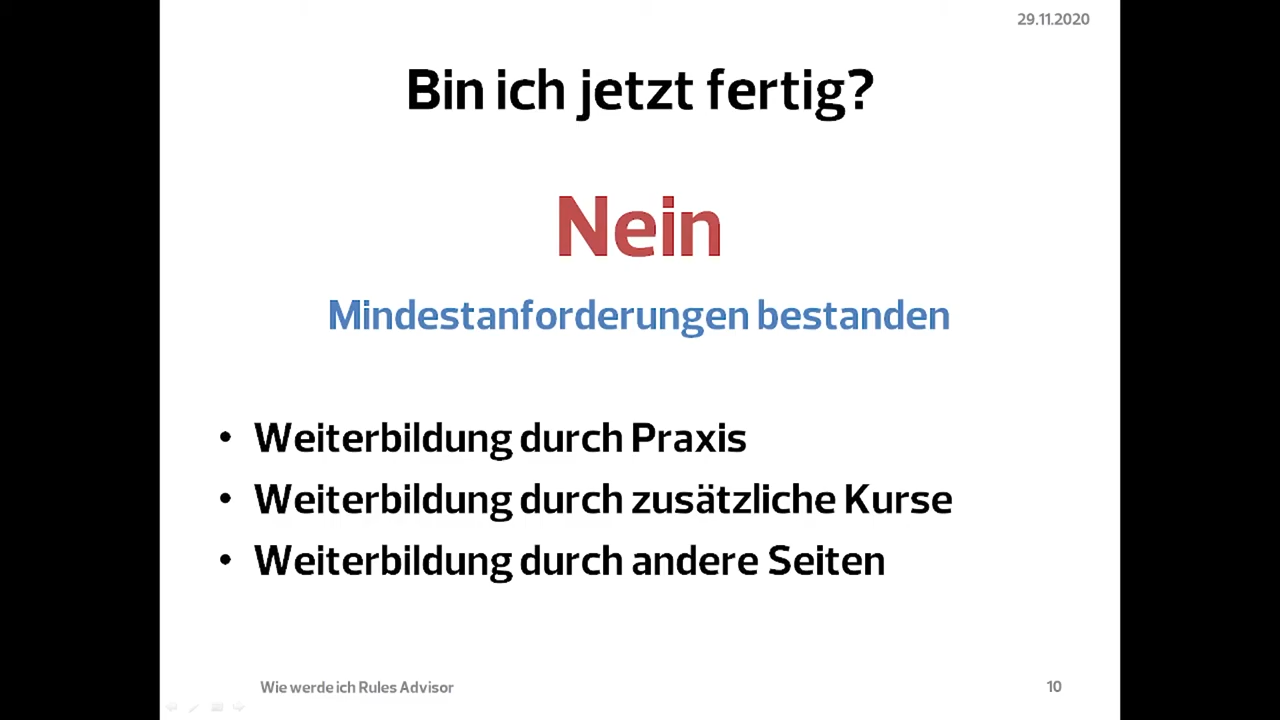 29.11.2020
Bin ich jetzt fertig?
Nein
Mindestanforderungen bestanden
• Weiterbildung durch Praxis
• Weiterbildung durch zusätzliche Kurse
• Weiterbildung durch andere Seiten
Wie werde ich Rules Advisor
10